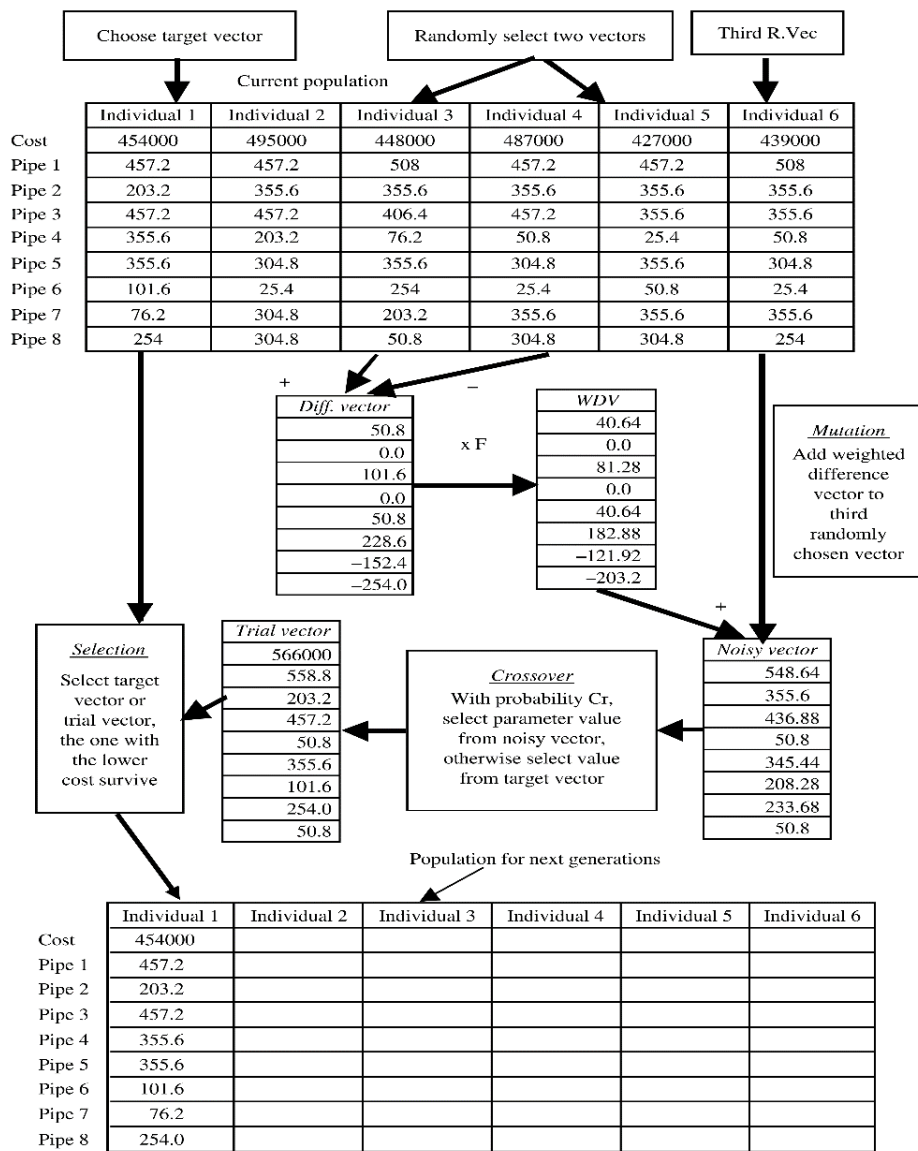 Choose target vector
Randomly select two vectors
Third R.Vec
Current population
Individual 1 Individual 2 Individual 3 Individual 4 Individual 5 Individual 6
Cost 454000 495000 448000 487000 427000 439000
Pipe 1 457.2 457.2 508 457.2 457.2 508
Pipe 2 203.2 355.6 355.6 355.6 355.6 355.6
Pipe 3 457.2 457.2 406.4 457.2 355.6 355.6
Pipe 4 355.6 203.2 76.2 50.8 25.4 50.8
Pipe 5 355.6 304.8 355.6 304.8 355.6 304.8
Pipe 6 101.6 25.4 254 25.4 50.8 25.4
Pipe 7 76.2 304.8 203.2 355.6 355.6 355.6
Pipe 8 254 304.8 50.8 304.8 304.8 254
+
−
Diff. vector
50.8
0.0
101.6
0.0
50.8
228.6
−152.4
−254.0
x F
WDV
40.64
0.0
81.28
0.0
40.64
182.88
−121.92
−203.2
Mutation
Add weighted
difference
vector to
third
randomly
chosen vector
+
Selection
Select target
vector or
trial vector,
the one with
the lower
cost survive
Trial vector
566000
558.8
203.2
457.2
50.8
355.6
101.6
254.0
50.8
Crossover
With probability Cr,
select parameter value
from noisy vector,
otherwise select value
from target vector
Noisy vector
548.64
355.6
436.88
50.8
345.44
208.28
233.68
50.8
Population for next generations
Individual 1 Individual 2 Individual 3 Individual 4 Individual 5 Individual 6
Cost 454000
Pipe 1 457.2
Pipe 2 203.2
Pipe 3 457.2
Pipe 4 355.6
Pipe 5 355.6
Pipe 6 101.6
Pipe 7 76.2
Pipe 8 254.0